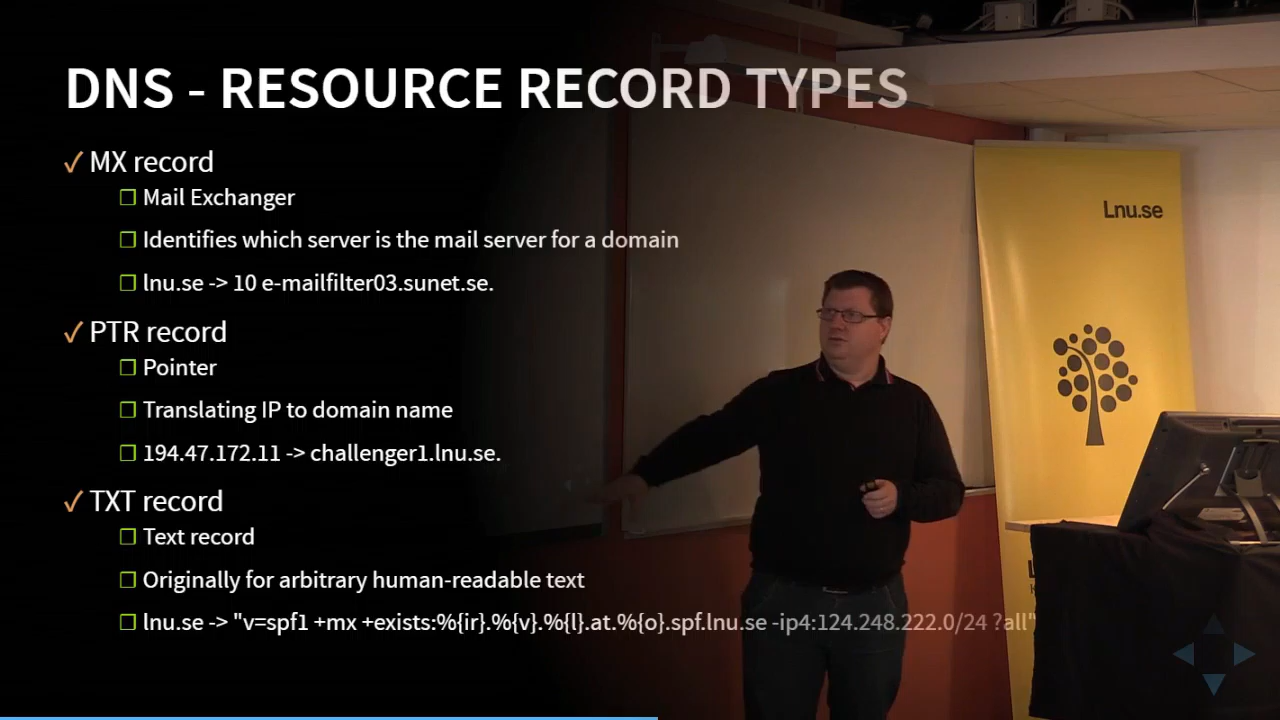 DNS - RESOURCE RECORD TYPES
MX record
Mail Exchanger
Identifies which server is the mail server for a domain
lnu.se -> 10 e-mailfilter03.sunet.se.
PTR record
Pointer
Translating IP to domain name
194.47.172.11 -> challenger1.lnu.se.
TXT record
Text record
Originally for arbitrary human-readable text
lnu.se -> "v=spf1 +mx +exists:%{ir}.%{v}.%{l}.at.%{o}.spf.lnu.se -ip4:124.248.222.0/24 ?all"
Lnu.se